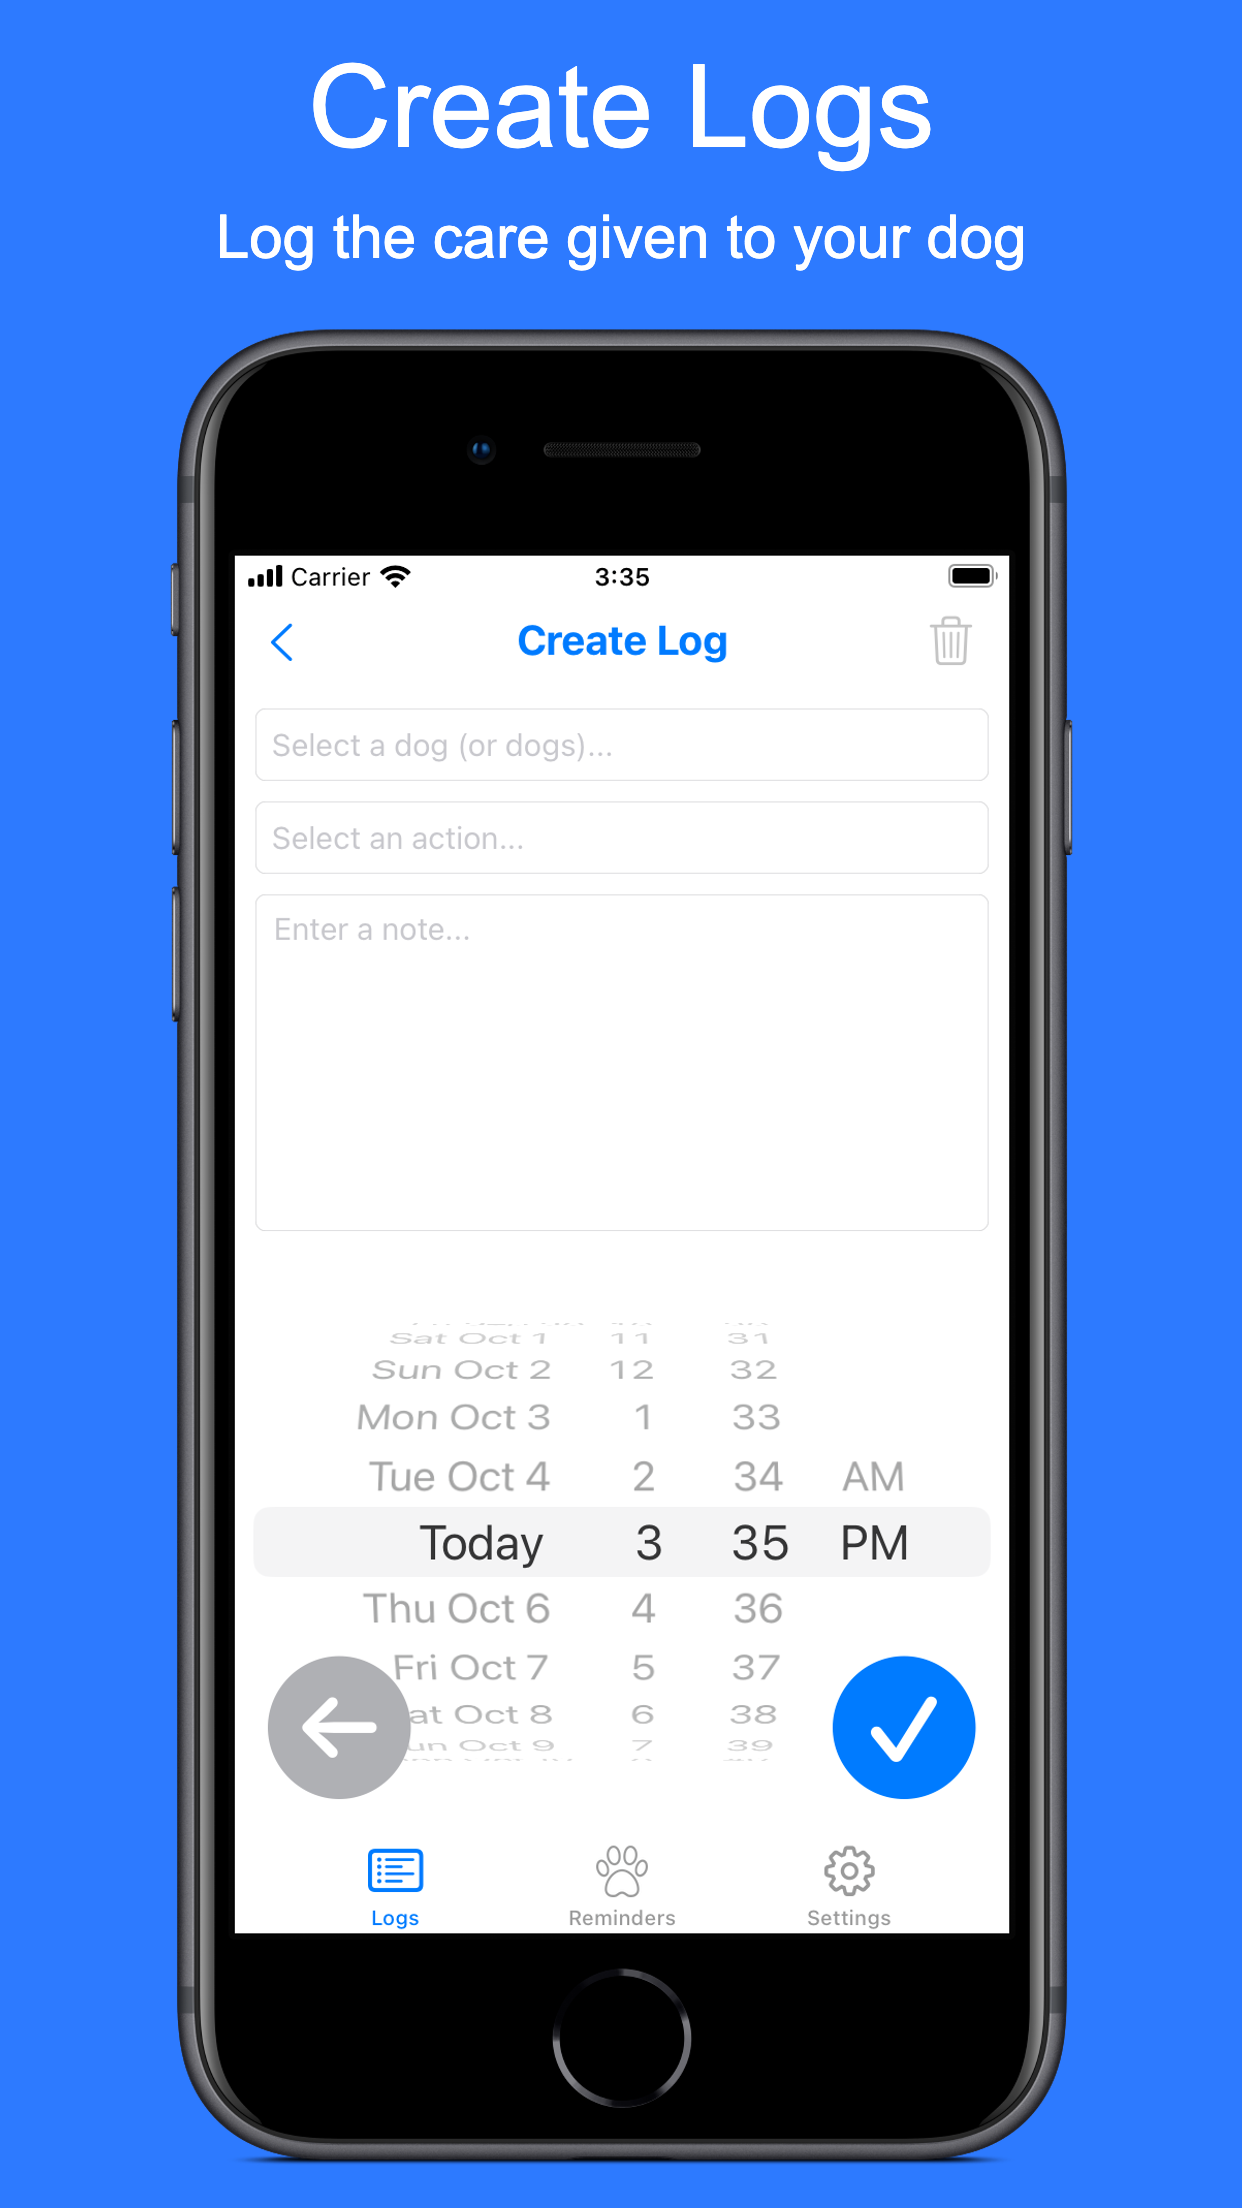 Create Logs
Log the care given to your dog
Carrier 3:35
Create Log
Select a dog (or dogs)...
Select an action...
Enter a note...
Sat Oct 1 11 31
Sun Oct 2 12 32
Mon Oct 3 1 33
Tue Oct 4 2 34 AM
Today 3 35 PM
Thu Oct 6 4 36
Fri Oct 7 5 37
at Oct 8 6 38
un Oct 9 7 39
Logs Reminders Settings